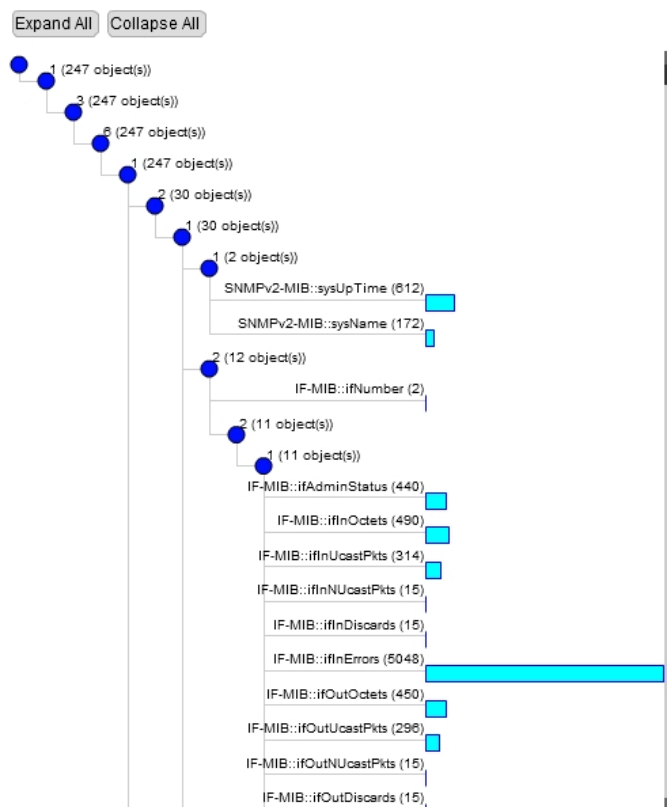 Expand All Collapse All
1 (247 object(s))
3 (247 object(s))
6 (247 object(s))
1 (247 object(s))
2 (30 object(s))
1 (30 object(s))
1 (2 object(s))
SNMPv2-MIB::sysUpTime (612)
SNMPv2-MIB::sysName (172)
2 (12 object(s))
IF-MIB::ifNumber (2)
2 (11 object(s))
1 (11 object(s))
IF-MIB::ifAdminStatus (440)
IF-MIB::ifInOctets (490)
IF-MIB::ifInUcastPkts (314)
IF-MIB::ifInNUcastPkts (15)
IF-MIB::ifInDiscards (15)
IF-MIB::ifInErrors (5048)
IF-MIB::ifOutOctets (450)
IF-MIB::ifOutUcastPkts (296)
IF-MIB::ifOutNUcastPkts (15)
IF-MIB::ifOutDiscards (15)